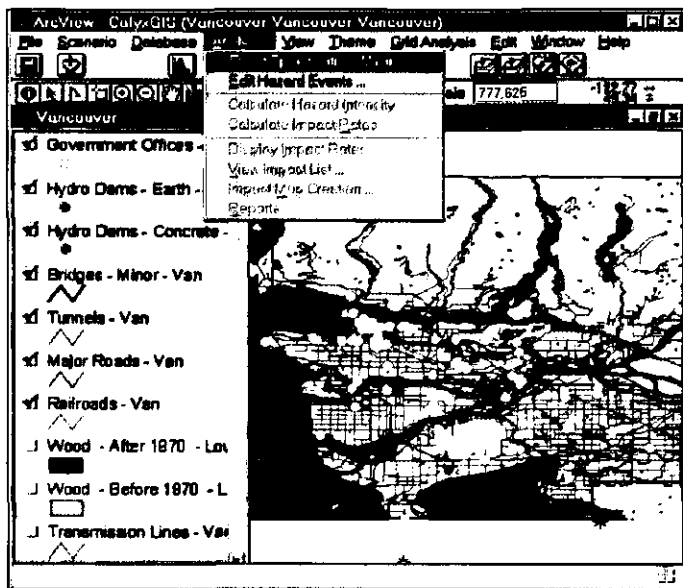 ArcView - CalyxGIS (Vancouver Vancouver Vancouver)
File Scenario Database View Theme Grid Analysis Edit Window Help
777,626
Vancouver
Edit Hazard Events ...
Calculate Hazard Intensity
Calculate Impact Rates
Display Impact Rates
View Impact List ...
Impact Map Creation ...
Reports
Government Offices -
Hydro Dams - Earth -
Hydro Dams - Concrete -
Bridges - Minor - Van
Tunnels - Van
Major Roads - Van
Railroads - Van
Wood - After 1970 - Lov
Wood - Before 1970 - L
Transmission Lines - Va